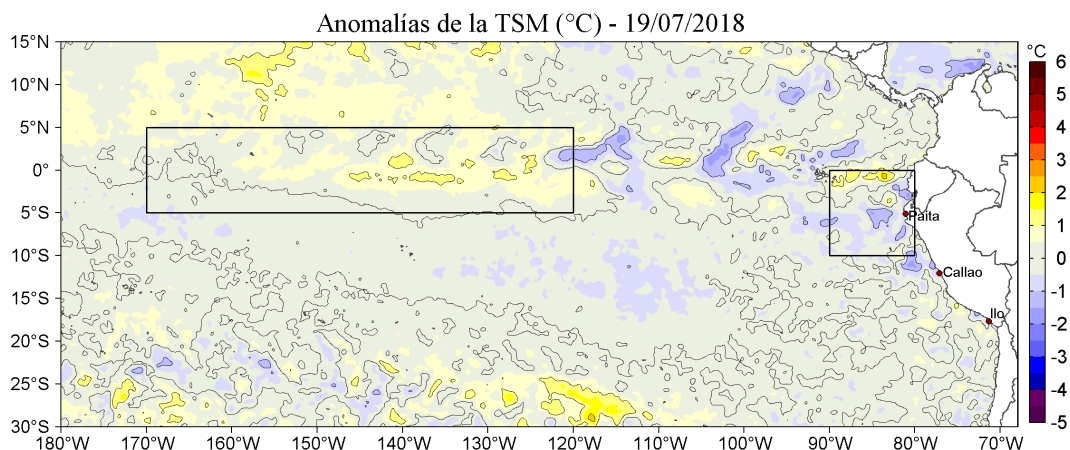 Anomalías de la TSM (°C) - 19/07/2018
15°N
10°N
5°N
0°
5°S
10°S
15°S
20°S
25°S
30°S
180°W
170°W
160°W
150°W
140°W
130°W
120°W
110°W
100°W
90°W
80°W
70°W
Paita
Callao
Ilo
°C
6
5
4
3
2
1
0
-1
-2
-3
-4
-5